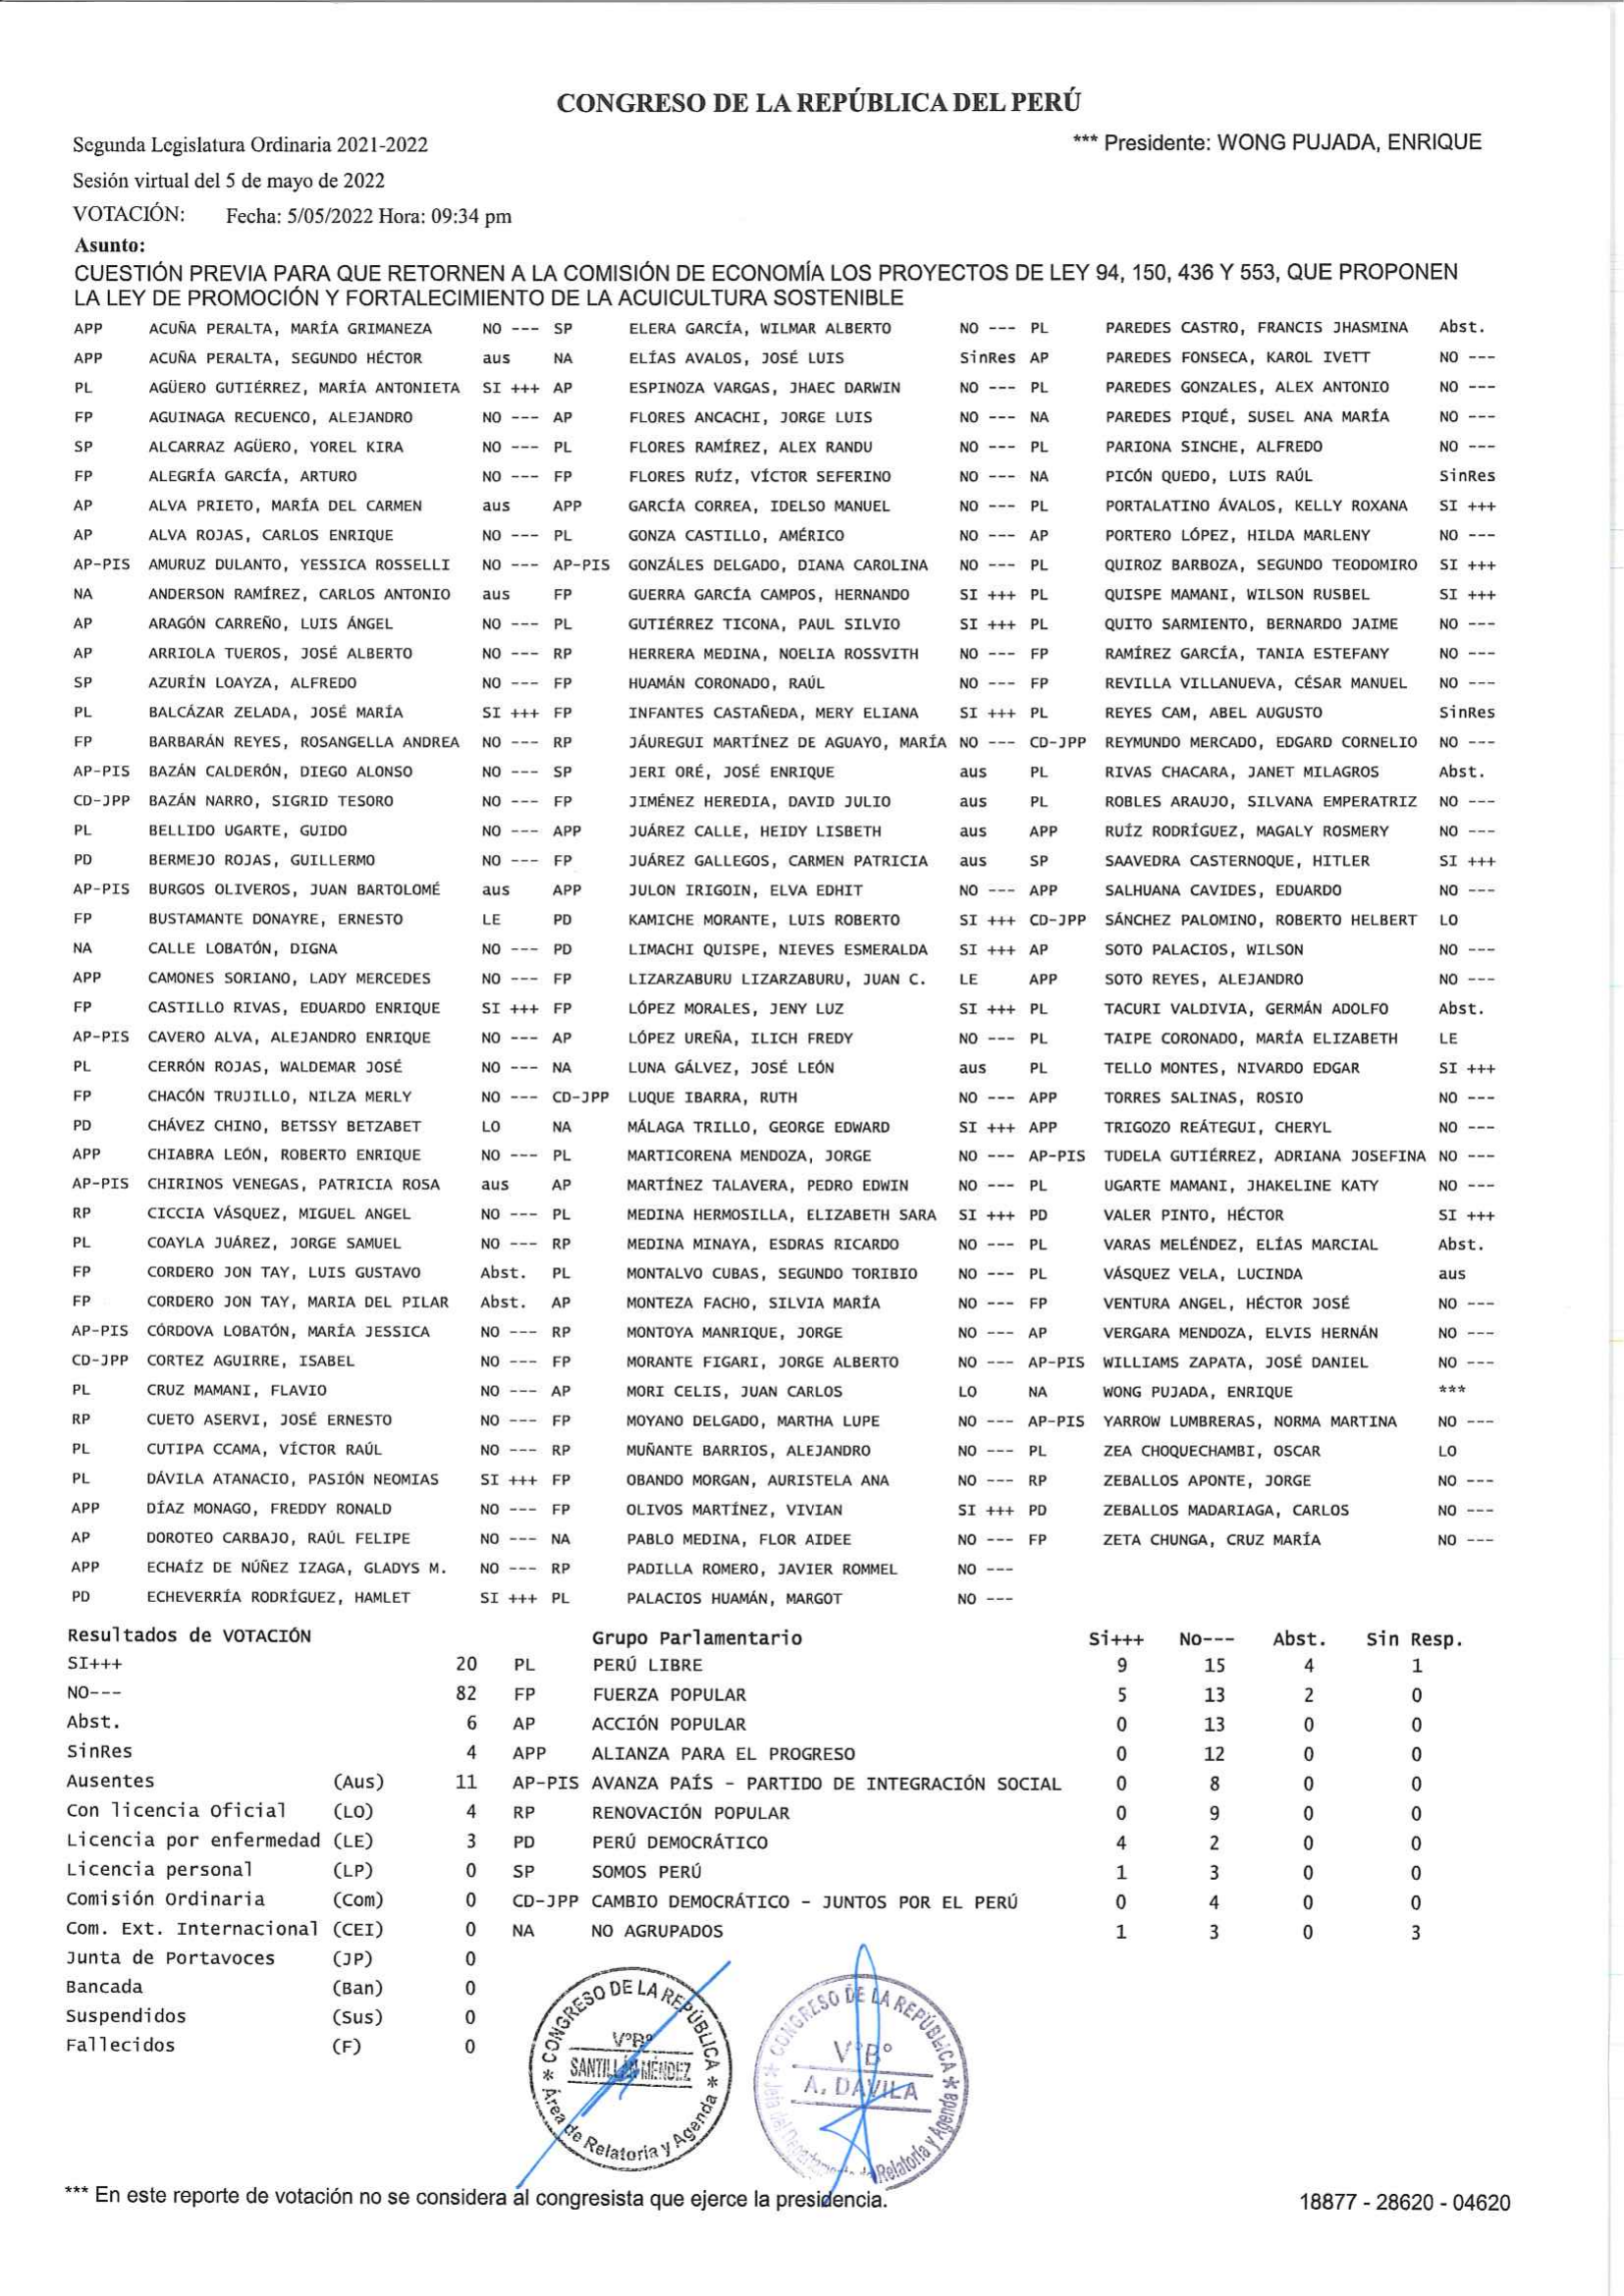 CONGRESO DE LA REPÚBLICA DEL PERÚ
Segunda Legislatura Ordinaria 2021-2022 *** Presidente: WONG PUJADA, ENRIQUE
Sesión virtual del 5 de mayo de 2022
VOTACIÓN: Fecha: 5/05/2022 Hora: 09:34 pm
Asunto:
CUESTIÓN PREVIA PARA QUE RETORNEN A LA COMISIÓN DE ECONOMÍA LOS PROYECTOS DE LEY 94, 150, 436 Y 553, QUE PROPONEN
LA LEY DE PROMOCIÓN Y FORTALECIMIENTO DE LA ACUICULTURA SOSTENIBLE
APP ACUÑA PERALTA, MARÍA GRIMANEZA NO --- SP ELERA GARCÍA, WILMAR ALBERTO NO --- PL PAREDES CASTRO, FRANCIS JHASMINA Abst.
APP ACUÑA PERALTA, SEGUNDO HÉCTOR aus NA ELÍAS AVALOS, JOSÉ LUIS SinRes AP PAREDES FONSECA, KAROL IVETT NO ---
PL AGÜERO GUTIÉRREZ, MARÍA ANTONIETA SI +++ AP ESPINOZA VARGAS, JHAEC DARWIN NO --- PL PAREDES GONZALES, ALEX ANTONIO NO ---
FP AGUINAGA RECUENCO, ALEJANDRO NO --- AP FLORES ANCACHI, JORGE LUIS NO --- NA PAREDES PIQUÉ, SUSEL ANA MARÍA NO ---
SP ALCARRAZ AGÜERO, YOREL KIRA NO --- PL FLORES RAMÍREZ, ALEX RANDU NO --- PL PARIONA SINCHE, ALFREDO NO ---
FP ALEGRÍA GARCÍA, ARTURO NO --- FP FLORES RUÍZ, VÍCTOR SEFERINO NO --- NA PICÓN QUEDO, LUIS RAÚL SinRes
AP ALVA PRIETO, MARÍA DEL CARMEN aus APP GARCÍA CORREA, IDELSO MANUEL NO --- PL PORTALATINO ÁVALOS, KELLY ROXANA SI +++
AP ALVA ROJAS, CARLOS ENRIQUE NO --- PL GONZA CASTILLO, AMÉRICO NO --- AP PORTERO LÓPEZ, HILDA MARLENY NO ---
AP-PIS AMURUZ DULANTO, YESSICA ROSSELLI NO --- AP-PIS GONZÁLES DELGADO, DIANA CAROLINA NO --- PL QUIROZ BARBOZA, SEGUNDO TEODOMIRO SI +++
NA ANDERSON RAMÍREZ, CARLOS ANTONIO aus FP GUERRA GARCÍA CAMPOS, HERNANDO SI +++ PL QUISPE MAMANI, WILSON RUSBEL SI +++
AP ARAGÓN CARREÑO, LUIS ÁNGEL NO --- PL GUTIÉRREZ TICONA, PAUL SILVIO SI +++ PL QUITO SARMIENTO, BERNARDO JAIME NO ---
AP ARRIOLA TUEROS, JOSÉ ALBERTO NO --- RP HERRERA MEDINA, NOELIA ROSSVITH NO --- FP RAMÍREZ GARCÍA, TANIA ESTEFANY NO ---
SP AZURÍN LOAYZA, ALFREDO NO --- FP HUAMÁN CORONADO, RAÚL NO --- FP REVILLA VILLANUEVA, CÉSAR MANUEL NO ---
PL BALCÁZAR ZELADA, JOSÉ MARÍA SI +++ FP INFANTES CASTAÑEDA, MERY ELIANA SI +++ PL REYES CAM, ABEL AUGUSTO SinRes
FP BARBARÁN REYES, ROSANGELLA ANDREA NO --- RP JÁUREGUI MARTÍNEZ DE AGUAYO, MARÍA NO --- CD-JPP REYMUNDO MERCADO, EDGARD CORNELIO NO ---
AP-PIS BAZÁN CALDERÓN, DIEGO ALONSO NO --- SP JERI ORÉ, JOSÉ ENRIQUE aus PL RIVAS CHACARA, JANET MILAGROS Abst.
CD-JPP BAZÁN NARRO, SIGRID TESORO NO --- FP JIMÉNEZ HEREDIA, DAVID JULIO aus PL ROBLES ARAUJO, SILVANA EMPERATRIZ NO ---
PL BELLIDO UGARTE, GUIDO NO --- APP JUÁREZ CALLE, HEIDY LISBETH aus APP RUÍZ RODRÍGUEZ, MAGALY ROSMERY NO ---
PD BERMEJO ROJAS, GUILLERMO NO --- FP JUÁREZ GALLEGOS, CARMEN PATRICIA aus SP SAAVEDRA CASTERNOQUE, HITLER SI +++
AP-PIS BURGOS OLIVEROS, JUAN BARTOLOMÉ aus APP JULON IRIGOIN, ELVA EDHIT NO --- APP SALHUANA CAVIDES, EDUARDO NO ---
FP BUSTAMANTE DONAYRE, ERNESTO LE PD KAMICHE MORANTE, LUIS ROBERTO SI +++ CD-JPP SÁNCHEZ PALOMINO, ROBERTO HELBERT LO
NA CALLE LOBATÓN, DIGNA NO --- PD LIMACHI QUISPE, NIEVES ESMERALDA SI +++ AP SOTO PALACIOS, WILSON NO ---
APP CAMONES SORIANO, LADY MERCEDES NO --- FP LIZARZABURU LIZARZABURU, JUAN C. LE APP SOTO REYES, ALEJANDRO NO ---
FP CASTILLO RIVAS, EDUARDO ENRIQUE SI +++ FP LÓPEZ MORALES, JENY LUZ SI +++ PL TACURI VALDIVIA, GERMÁN ADOLFO Abst.
AP-PIS CAVERO ALVA, ALEJANDRO ENRIQUE NO --- AP LÓPEZ UREÑA, ILICH FREDY NO --- PL TAIPE CORONADO, MARÍA ELIZABETH LE
PL CERRÓN ROJAS, WALDEMAR JOSÉ NO --- NA LUNA GÁLVEZ, JOSÉ LEÓN aus PL TELLO MONTES, NIVARDO EDGAR SI +++
FP CHACÓN TRUJILLO, NILZA MERLY NO --- CD-JPP LUQUE IBARRA, RUTH NO --- APP TORRES SALINAS, ROSIO NO ---
PD CHÁVEZ CHINO, BETSSY BETZABET LO NA MÁLAGA TRILLO, GEORGE EDWARD SI +++ APP TRIGOZO REÁTEGUI, CHERYL NO ---
APP CHIABRA LEÓN, ROBERTO ENRIQUE NO --- PL MARTICORENA MENDOZA, JORGE NO --- AP-PIS TUDELA GUTIÉRREZ, ADRIANA JOSEFINA NO ---
AP-PIS CHIRINOS VENEGAS, PATRICIA ROSA aus AP MARTÍNEZ TALAVERA, PEDRO EDWIN NO --- PL UGARTE MAMANI, JHAKELINE KATY NO ---
RP CICCIA VÁSQUEZ, MIGUEL ANGEL NO --- PL MEDINA HERMOSILLA, ELIZABETH SARA SI +++ PD VALER PINTO, HÉCTOR SI +++
PL COAYLA JUÁREZ, JORGE SAMUEL NO --- RP MEDINA MINAYA, ESDRAS RICARDO NO --- PL VARAS MELÉNDEZ, ELÍAS MARCIAL Abst.
FP CORDERO JON TAY, LUIS GUSTAVO Abst. PL MONTALVO CUBAS, SEGUNDO TORIBIO NO --- PL VÁSQUEZ VELA, LUCINDA aus
FP CORDERO JON TAY, MARIA DEL PILAR Abst. AP MONTEZA FACHO, SILVIA MARÍA NO --- FP VENTURA ANGEL, HÉCTOR JOSÉ NO ---
AP-PIS CÓRDOVA LOBATÓN, MARÍA JESSICA NO --- RP MONTOYA MANRIQUE, JORGE NO --- AP VERGARA MENDOZA, ELVIS HERNÁN NO ---
CD-JPP CORTEZ AGUIRRE, ISABEL NO --- FP MORANTE FIGARI, JORGE ALBERTO NO --- AP-PIS WILLIAMS ZAPATA, JOSÉ DANIEL NO ---
PL CRUZ MAMANI, FLAVIO NO --- AP MORI CELIS, JUAN CARLOS LO NA WONG PUJADA, ENRIQUE ***
RP CUETO ASERVI, JOSÉ ERNESTO NO --- FP MOYANO DELGADO, MARTHA LUPE NO --- AP-PIS YARROW LUMBRERAS, NORMA MARTINA NO ---
PL CUTIPA CCAMA, VÍCTOR RAÚL NO --- RP MUÑANTE BARRIOS, ALEJANDRO NO --- PL ZEA CHOQUECHAMBI, OSCAR LO
PL DÁVILA ATANACIO, PASIÓN NEOMIAS SI +++ FP OBANDO MORGAN, AURISTELA ANA NO --- RP ZEBALLOS APONTE, JORGE NO ---
APP DÍAZ MONAGO, FREDDY RONALD NO --- FP OLIVOS MARTÍNEZ, VIVIAN SI +++ PD ZEBALLOS MADARIAGA, CARLOS NO ---
AP DOROTEO CARBAJO, RAÚL FELIPE NO --- NA PABLO MEDINA, FLOR AIDEE NO --- FP ZETA CHUNGA, CRUZ MARÍA NO ---
APP ECHAÍZ DE NÚÑEZ IZAGA, GLADYS M. NO --- RP PADILLA ROMERO, JAVIER ROMMEL NO ---
PD ECHEVERRÍA RODRÍGUEZ, HAMLET SI +++ PL PALACIOS HUAMÁN, MARGOT NO ---
Resultados de VOTACIÓN Grupo Parlamentario Si+++ No--- Abst. Sin Resp.
SI+++ 20 PL PERÚ LIBRE 9 15 4 1
NO--- 82 FP FUERZA POPULAR 5 13 2 0
Abst. 6 AP ACCIÓN POPULAR 0 13 0 0
SinRes 4 APP ALIANZA PARA EL PROGRESO 0 12 0 0
Ausentes (Aus) 11 AP-PIS AVANZA PAÍS - PARTIDO DE INTEGRACIÓN SOCIAL 0 8 0 0
Con licencia Oficial (LO) 4 RP RENOVACIÓN POPULAR 0 9 0 0
Licencia por enfermedad (LE) 3 PD PERÚ DEMOCRÁTICO 4 2 0 0
Licencia personal (LP) 0 SP SOMOS PERÚ 1 3 0 0
Comisión Ordinaria (Com) 0 CD-JPP CAMBIO DEMOCRÁTICO - JUNTOS POR EL PERÚ 0 4 0 0
Com. Ext. Internacional (CEI) 0 NA NO AGRUPADOS 1 3 0 3
Junta de Portavoces (JP) 0
Bancada (Ban) 0
Suspendidos (Sus) 0
Fallecidos (F) 0
CONGRESO DE LA REPÚBLICA
V°B°
SANTILLÁN MÉNDEZ
Área de Relatoría y Agenda
CONGRESO DE LA REPÚBLICA
V°B°
A. DAVILA
Jefa del Departamento de Relatoría y Agenda
*** En este reporte de votación no se considera al congresista que ejerce la presidencia. 18877 - 28620 - 04620